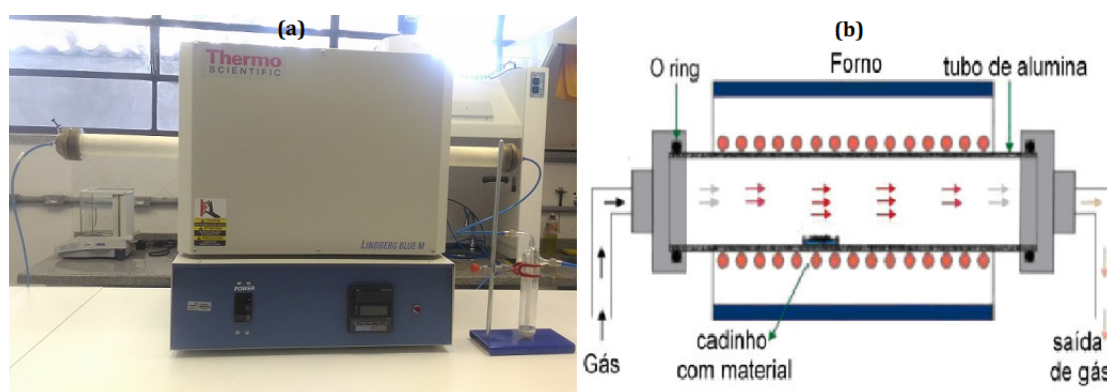 (a)
Thermo
SCIENTIFIC
LINDBERG BLUE M
POWER
(b)
Forno
O ring
tubo de alumina
Gás
cadinho
com material
saída
de gás